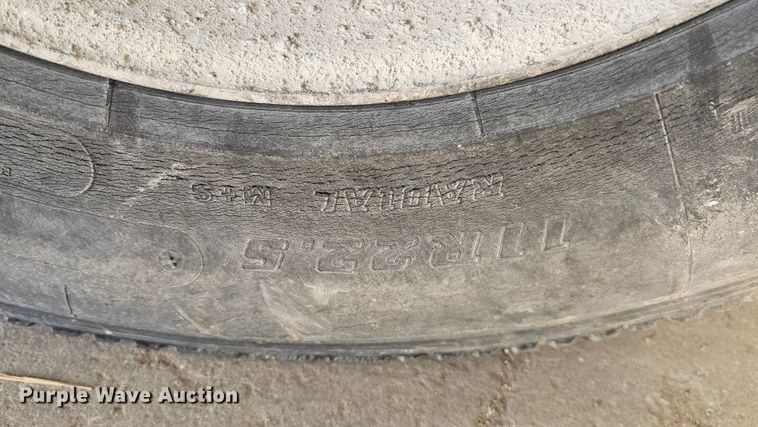 RADIAL M+S
11R22.5
Purple Wave Auction